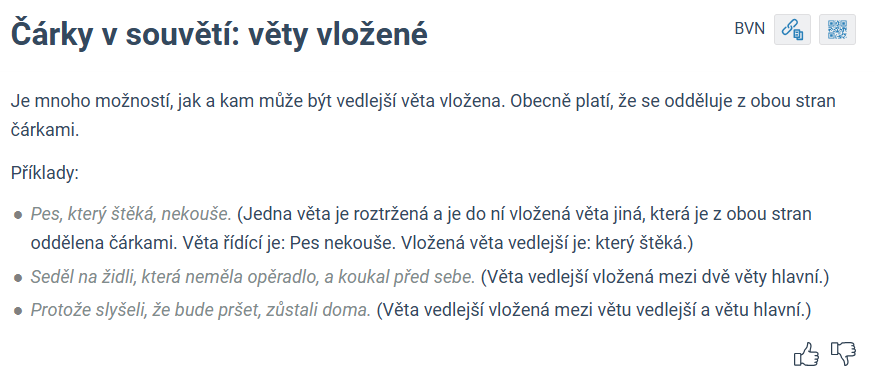 Čárky v souvětí: věty vložené
BVN
Je mnoho možností, jak a kam může být vedlejší věta vložena. Obecně platí, že se odděluje z obou stran
čárkami.
Příklady:
● Pes, který štěká, nekouše. (Jedna věta je roztržená a je do ní vložená věta jiná, která je z obou stran
oddělena čárkami. Věta řídící je: Pes nekouše. Vložená věta vedlejší je: který štěká.)
● Seděl na židli, která neměla opěradlo, a koukal před sebe. (Věta vedlejší vložená mezi dvě věty hlavní.)
● Protože slyšeli, že bude pršet, zůstali doma. (Věta vedlejší vložená mezi větu vedlejší a větu hlavní.)